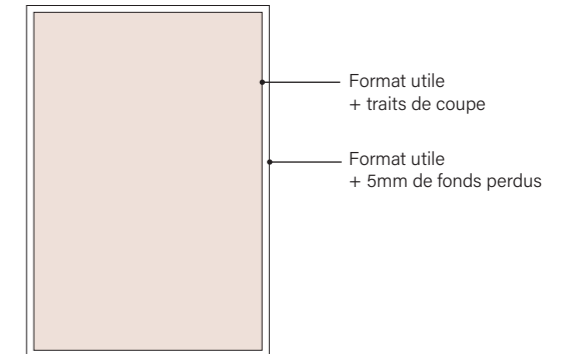 Format utile
+ traits de coupe
Format utile
+ 5mm de fonds perdus